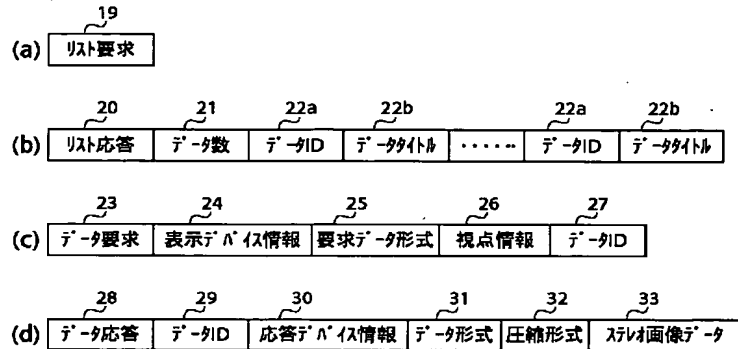 19
(a) リスト要求
20 21 22a 22b 22a 22b
(b) リスト応答 データ数 データID データタイトル ・・・・・・ データID データタイトル
23 24 25 26 27
(c) データ要求 表示デバイス情報 要求データ形式 視点情報 データID
28 29 30 31 32 33
(d) データ応答 データID 応答デバイス情報 データ形式 圧縮形式 ステレオ画像データ